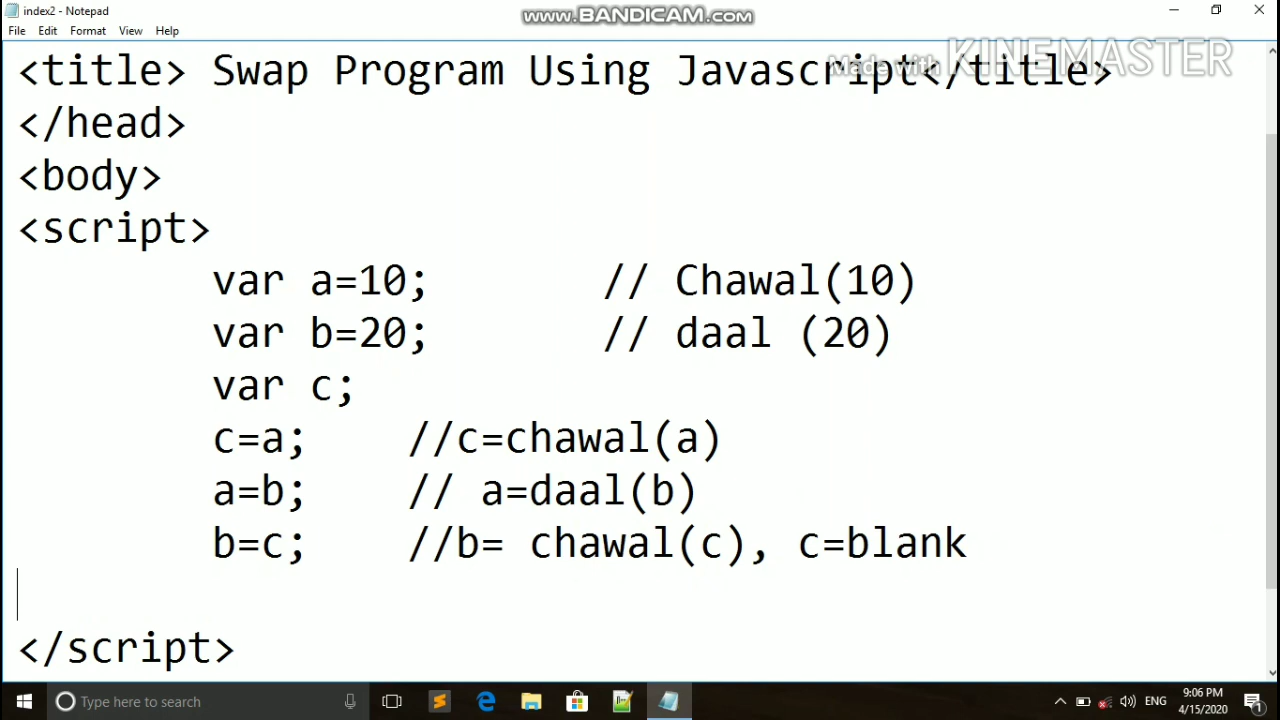 index2 - Notepad
www.BANDICAM.com
File Edit Format View Help
Made with KINEMASTER
<title> Swap Program Using Javascript</title>
</head>
<body>
<script>
var a=10; // Chawal(10)
var b=20; // daal (20)
var c;
c=a; //c=chawal(a)
a=b; // a=daal(b)
b=c; //b= chawal(c), c=blank
</script>
Type here to search
ENG
9:06 PM
4/15/2020
1